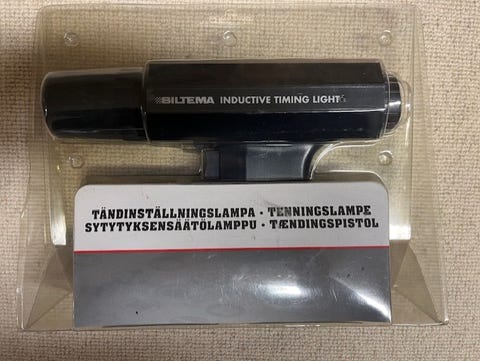 BILTEMA INDUCTIVE TIMING LIGHT
TÄNDINSTÄLLNINGSLAMPA · TENNINGSLAMPE
SYTYTYKSENSÄÄTÖLAMPPU · TÆNDINGSPISTOL